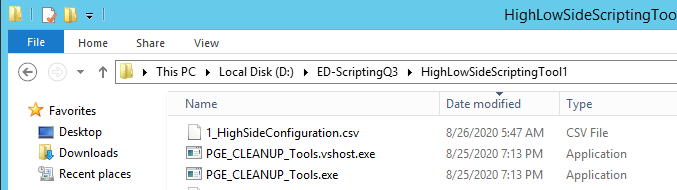 HighLowSideScriptingToo
File Home Share View
This PC Local Disk (D:) ED-ScriptingQ3 HighLowSideScriptingTool1
Favorites
Desktop
Downloads
Recent places
Name Date modified Type
1_HighSideConfiguration.csv 8/26/2020 5:47 AM CSV File
PGE_CLEANUP_Tools.vshost.exe 8/25/2020 7:13 PM Application
PGE_CLEANUP_Tools.exe 8/25/2020 7:13 PM Application